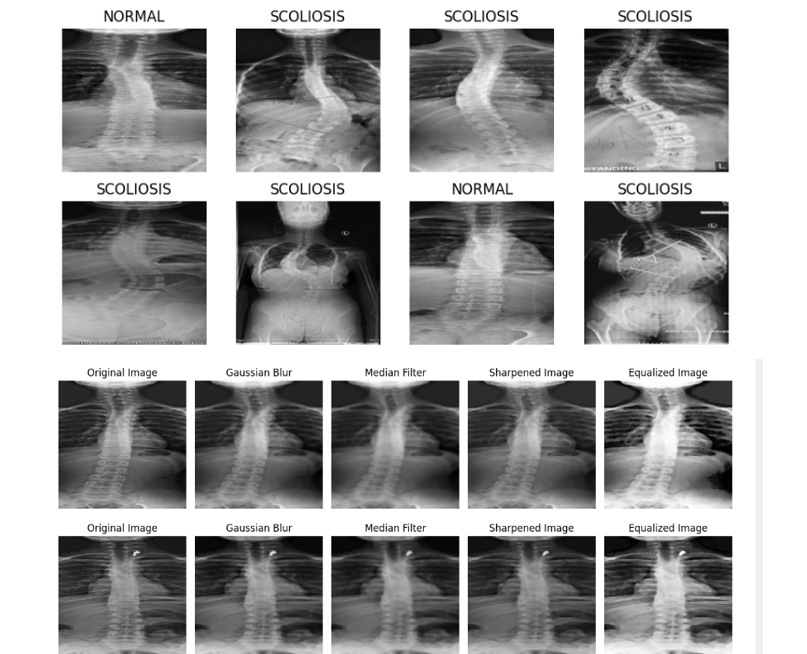 NORMAL SCOLIOSIS SCOLIOSIS SCOLIOSIS
STANDING L
SCOLIOSIS SCOLIOSIS NORMAL SCOLIOSIS
Original Image Gaussian Blur Median Filter Sharpened Image Equalized Image
Original Image Gaussian Blur Median Filter Sharpened Image Equalized Image